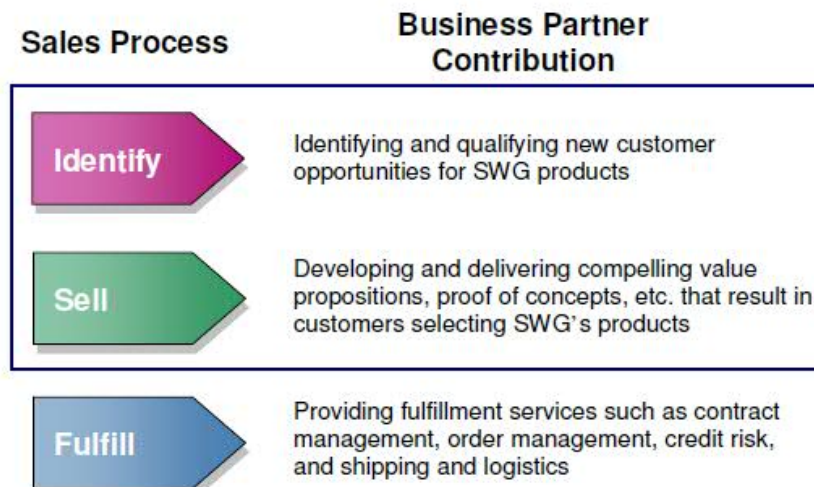 Sales Process
Business Partner
Contribution
Identify
Identifying and qualifying new customer
opportunities for SWG products
Sell
Developing and delivering compelling value
propositions, proof of concepts, etc. that result in
customers selecting SWG's products
Fulfill
Providing fulfillment services such as contract
management, order management, credit risk,
and shipping and logistics